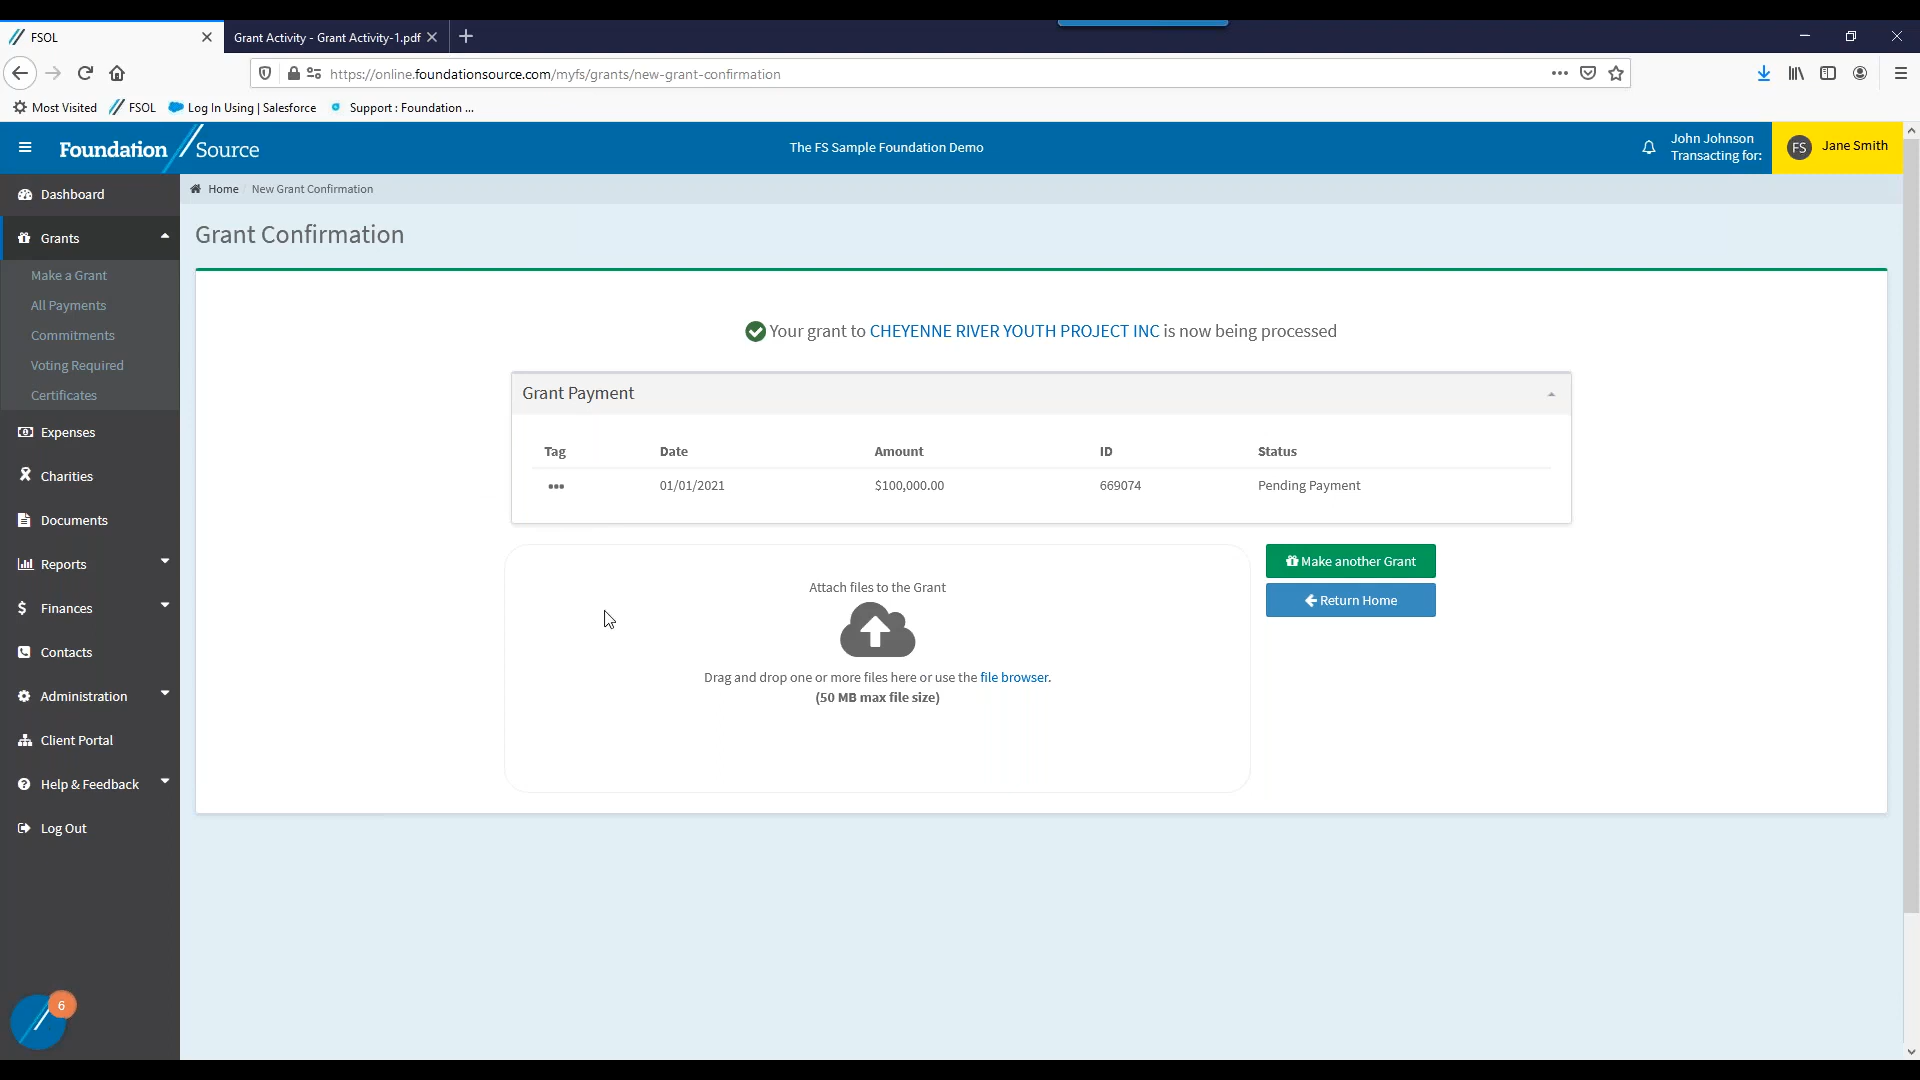 FSOL
Grant Activity - Grant Activity-1.pdf
https://online.foundationsource.com/myfs/grants/new-grant-confirmation
Most Visited
FSOL
Log In Using | Salesforce
Support : Foundation ...
Foundation Source
The FS Sample Foundation Demo
John Johnson
Transacting for:
FS
Jane Smith
Dashboard
Grants
Make a Grant
All Payments
Commitments
Voting Required
Certificates
Expenses
Charities
Documents
Reports
Finances
Contacts
Administration
Client Portal
Help & Feedback
Log Out
6
Home
New Grant Confirmation
Grant Confirmation
Your grant to CHEYENNE RIVER YOUTH PROJECT INC is now being processed
Grant Payment
Tag Date Amount ID Status
••• 01/01/2021 $100,000.00 669074 Pending Payment
Attach files to the Grant
Drag and drop one or more files here or use the file browser.
(50 MB max file size)
Make another Grant
Return Home